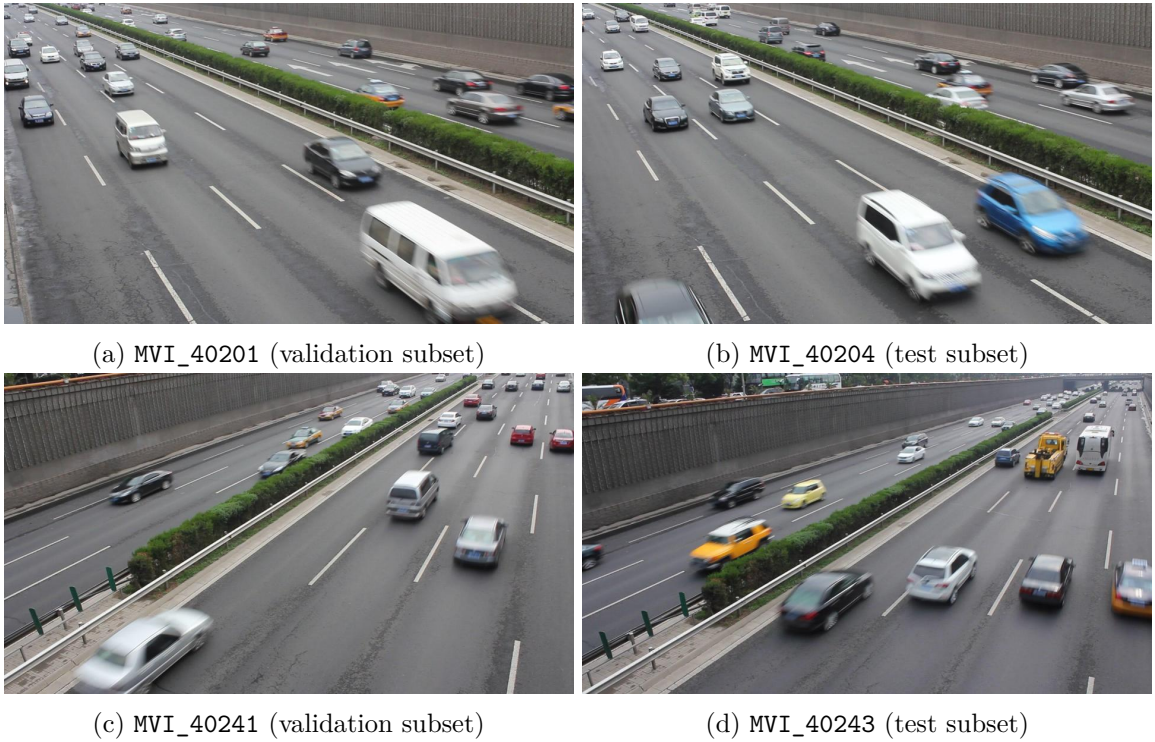 (a) MVI_40201 (validation subset)
(b) MVI_40204 (test subset)
(c) MVI_40241 (validation subset)
(d) MVI_40243 (test subset)